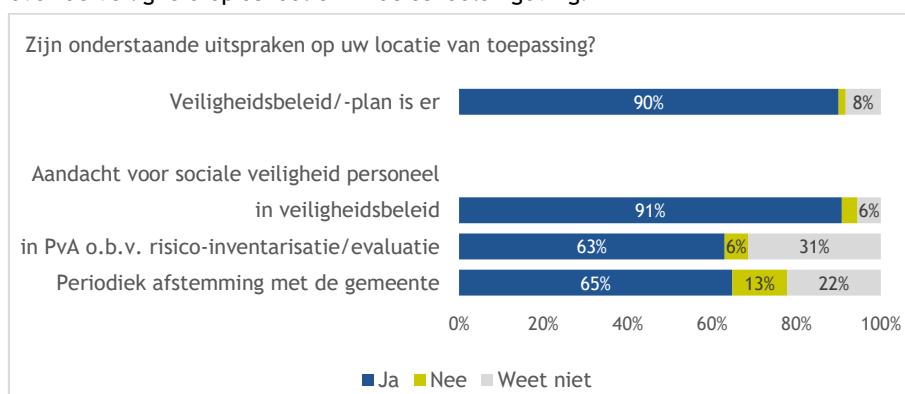 Zijn onderstaande uitspraken op uw locatie van toepassing?
Veiligheidsbeleid/-plan is er
90%
8%
Aandacht voor sociale veiligheid personeel
in veiligheidsbeleid
91%
6%
in PvA o.b.v. risico-inventarisatie/evaluatie
63%
6%
31%
Periodiek afstemming met de gemeente
65%
13%
22%
0% 20% 40% 60% 80% 100%
Ja Nee Weet niet